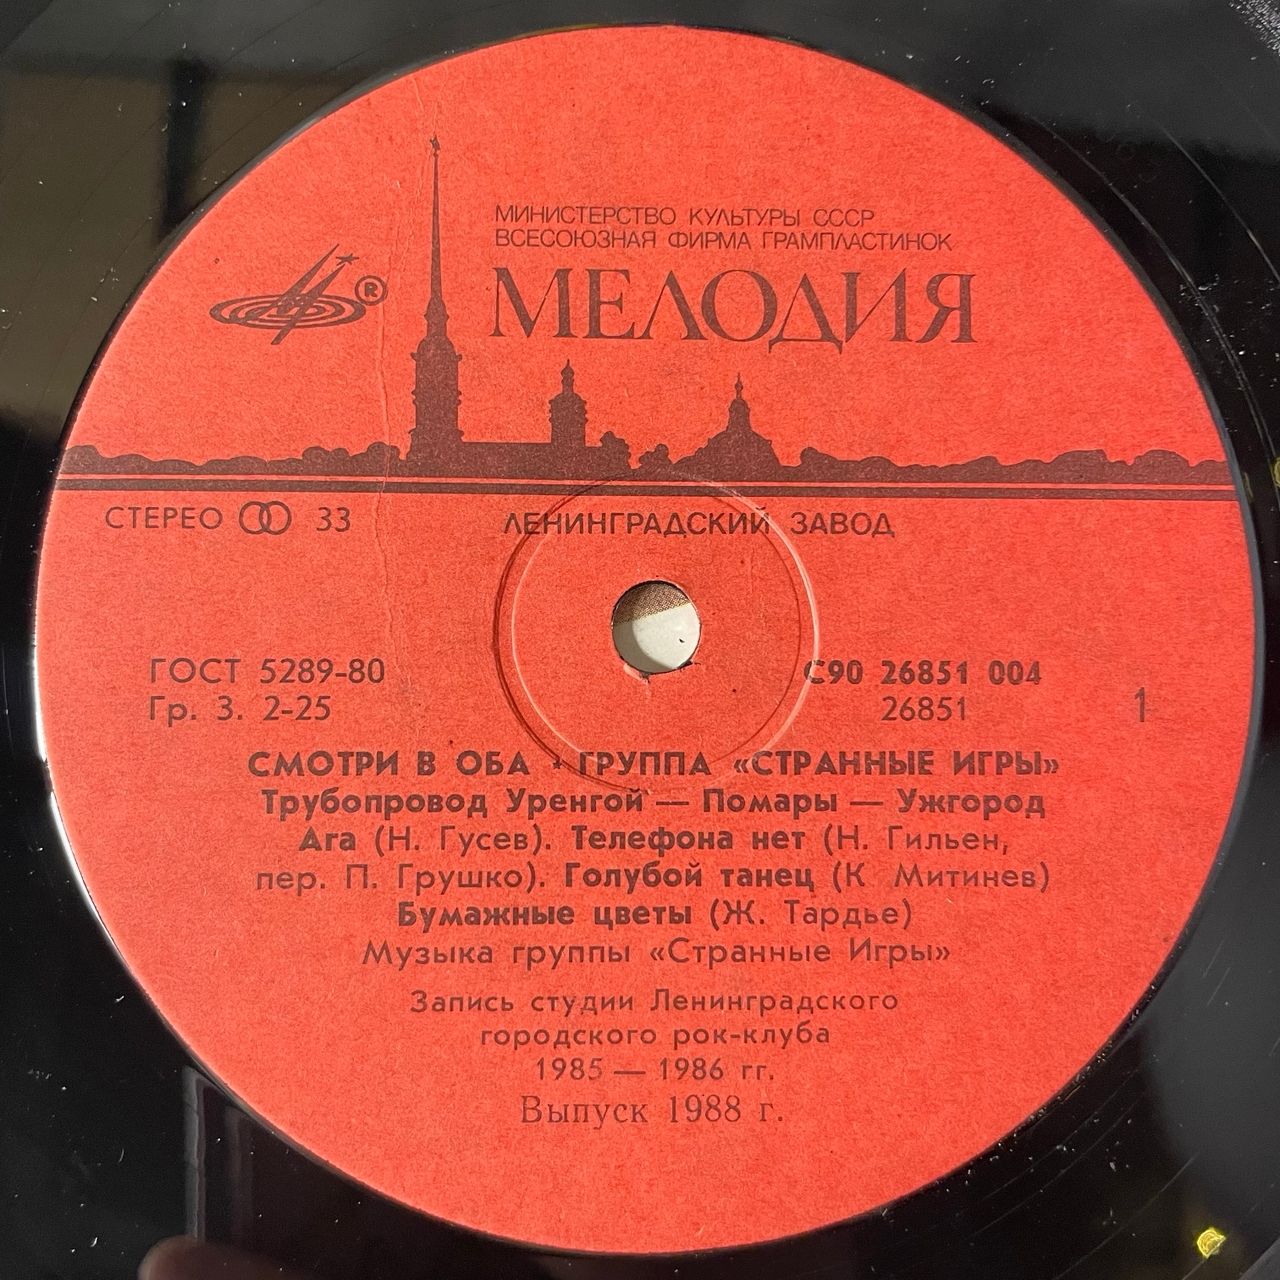 МИНИСТЕРСТВО КУЛЬТУРЫ СССР
ВСЕСОЮЗНАЯ ФИРМА ГРАМПЛАСТИНОК
МЕЛОДИЯ
®
СТЕРЕО 33
ЛЕНИНГРАДСКИЙ ЗАВОД
ГОСТ 5289-80
Гр. 3. 2-25
С90 26851 004
26851
1
СМОТРИ В ОБА • ГРУППА «СТРАННЫЕ ИГРЫ»
Трубопровод Уренгой — Помары — Ужгород
Ага (Н. Гусев). Телефона нет (Н. Гильен,
пер. П. Грушко). Голубой танец (К Митинев)
Бумажные цветы (Ж. Тардье)
Музыка группы «Странные Игры»
Запись студии Ленинградского
городского рок-клуба
1985 — 1986 гг.
Выпуск 1988 г.